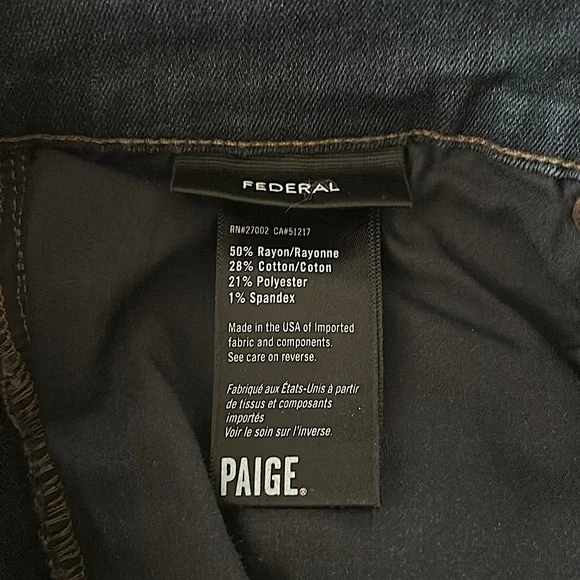 FEDERAL
RN#27002 CA#51217
50% Rayon/Rayonne
28% Cotton/Coton
21% Polyester
1% Spandex
Made in the USA of Imported
fabric and components.
See care on reverse.
Fabriqué aux États-Unis à partir
de tissus et composants
importés
Voir le soin sur l'inverse.
PAIGE®